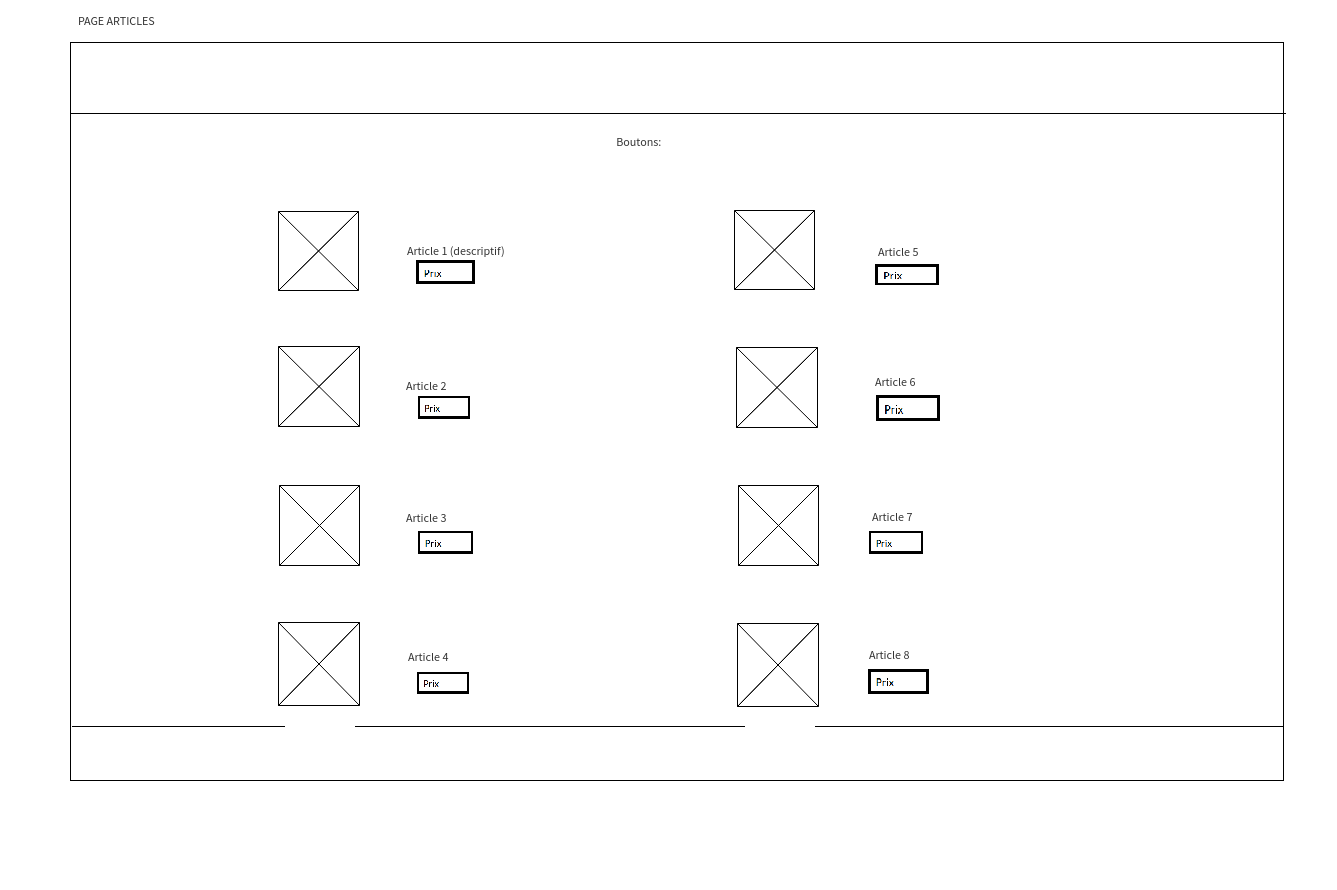 PAGE ARTICLES
Boutons:
Article 1 (descriptif)
Prix
Article 5
Prix
Article 2
Prix
Article 6
Prix
Article 3
Prix
Article 7
Prix
Article 4
Prix
Article 8
Prix